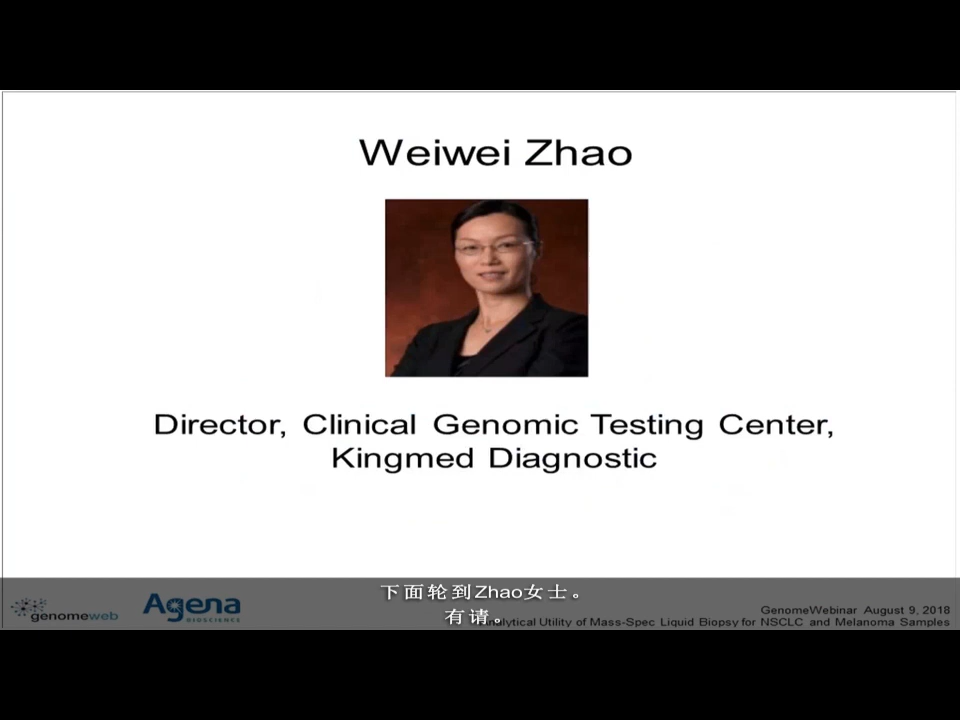 Weiwei Zhao
Director, Clinical Genomic Testing Center,
Kingmed Diagnostic
下面轮到Zhao女士。
有请。
genomeweb
Agena
BIOSCIENCE
GenomeWebinar August 9, 2018
Analytical Utility of Mass-Spec Liquid Biopsy for NSCLC and Melanoma Samples